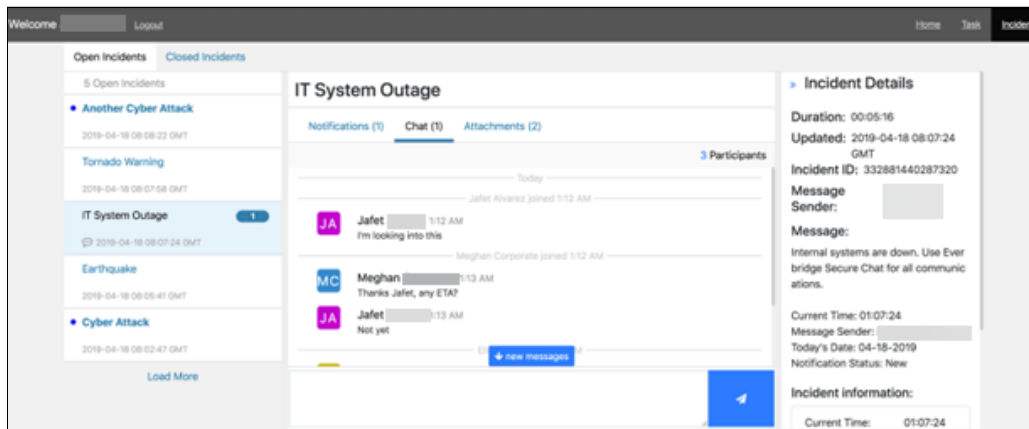 Welcome
Logout
Home
Task
Inciden
Open Incidents
Closed Incidents
5 Open Incidents
Another Cyber Attack
2019-04-18 08:08:22 GMT
Tornado Warning
2019-04-18 08:07:58 GMT
IT System Outage
1
2019-04-18 08:07:24 GMT
Earthquake
2019-04-18 08:05:41 GMT
Cyber Attack
2019-04-18 08:02:47 GMT
Load More
IT System Outage
Notifications (1)
Chat (1)
Attachments (2)
3 Participants
Today
Jafet Alvarez joined 1:12 AM
JA
Jafet 1:12 AM
I'm looking into this
Meghan Corporate joined 1:12 AM
MC
Meghan 1:13 AM
Thanks Jafet, any ETA?
JA
Jafet 1:13 AM
Not yet
new messages
» Incident Details
Duration: 00:05:16
Updated: 2019-04-18 08:07:24
GMT
Incident ID: 332881440287320
Message
Sender:
Message:
Internal systems are down. Use Ever
bridge Secure Chat for all communic
ations.
Current Time: 01:07:24
Message Sender:
Today's Date: 04-18-2019
Notification Status: New
Incident information:
Current Time: 01:07:24